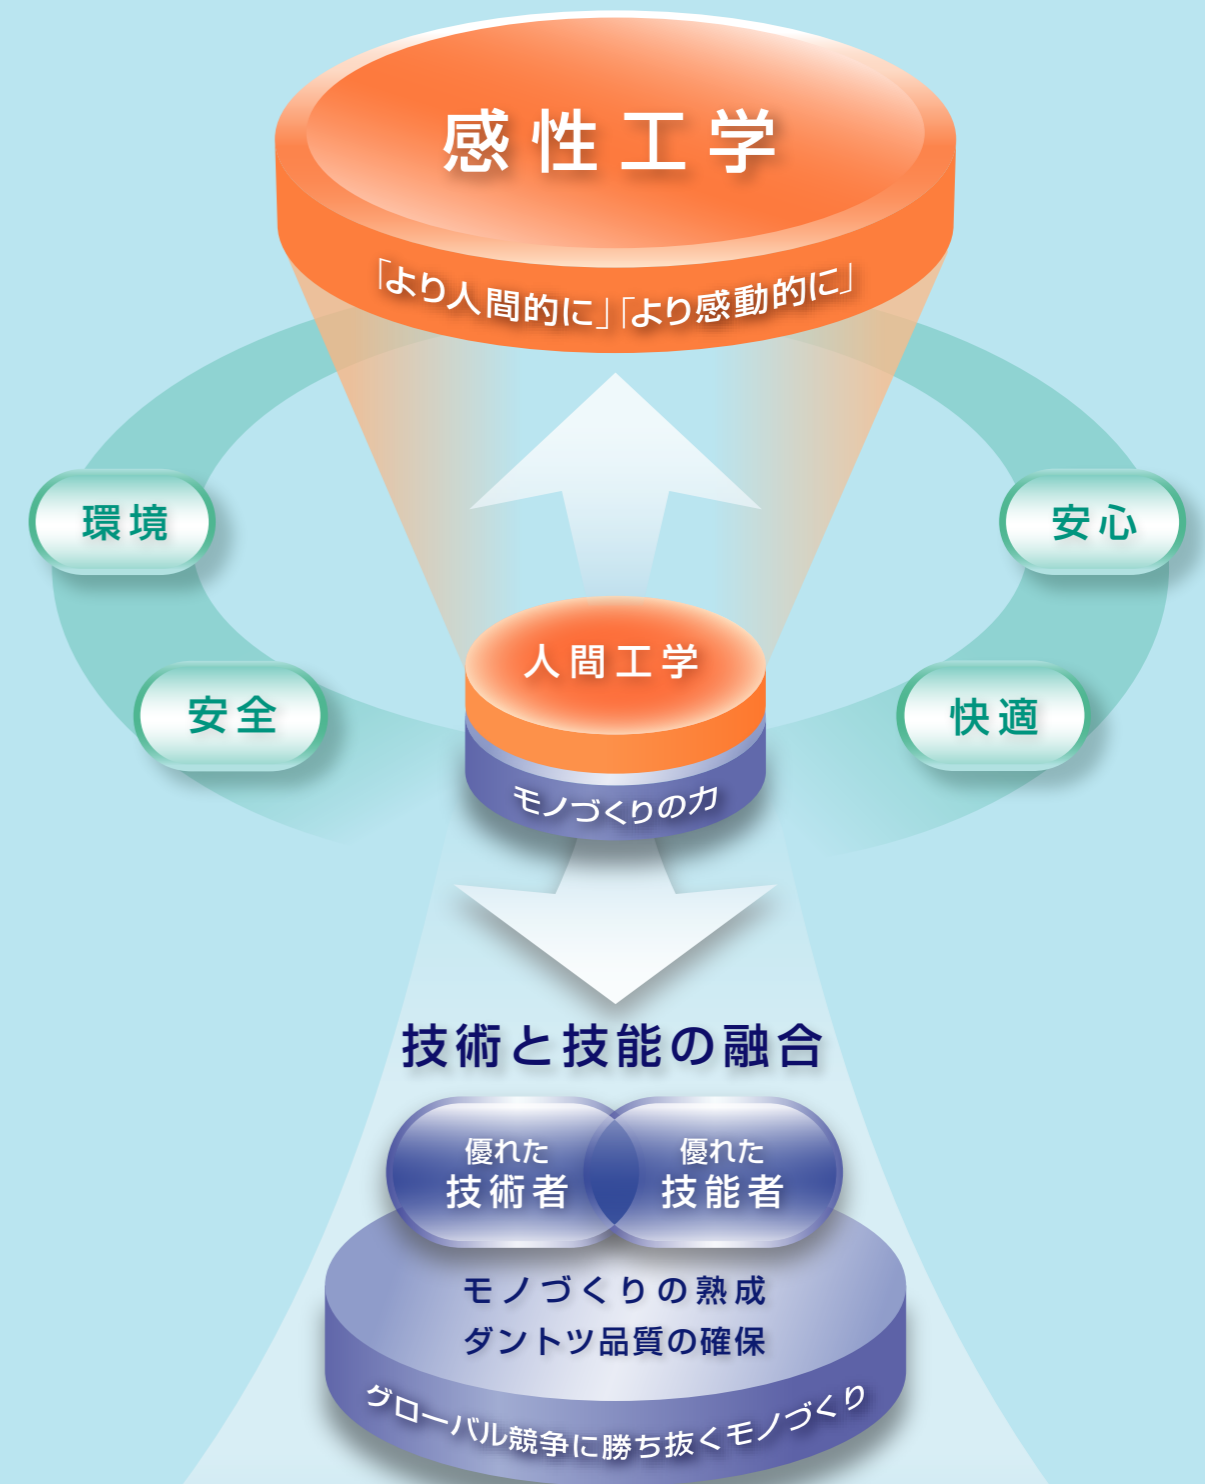 感性工学
「より人間的に」「より感動的に」
環境
安心
人間工学
安全
快適
モノづくりの力
技術と技能の融合
優れた
技術者
優れた
技能者
モノづくりの熟成
ダントツ品質の確保
グローバル競争に勝ち抜くモノづくり